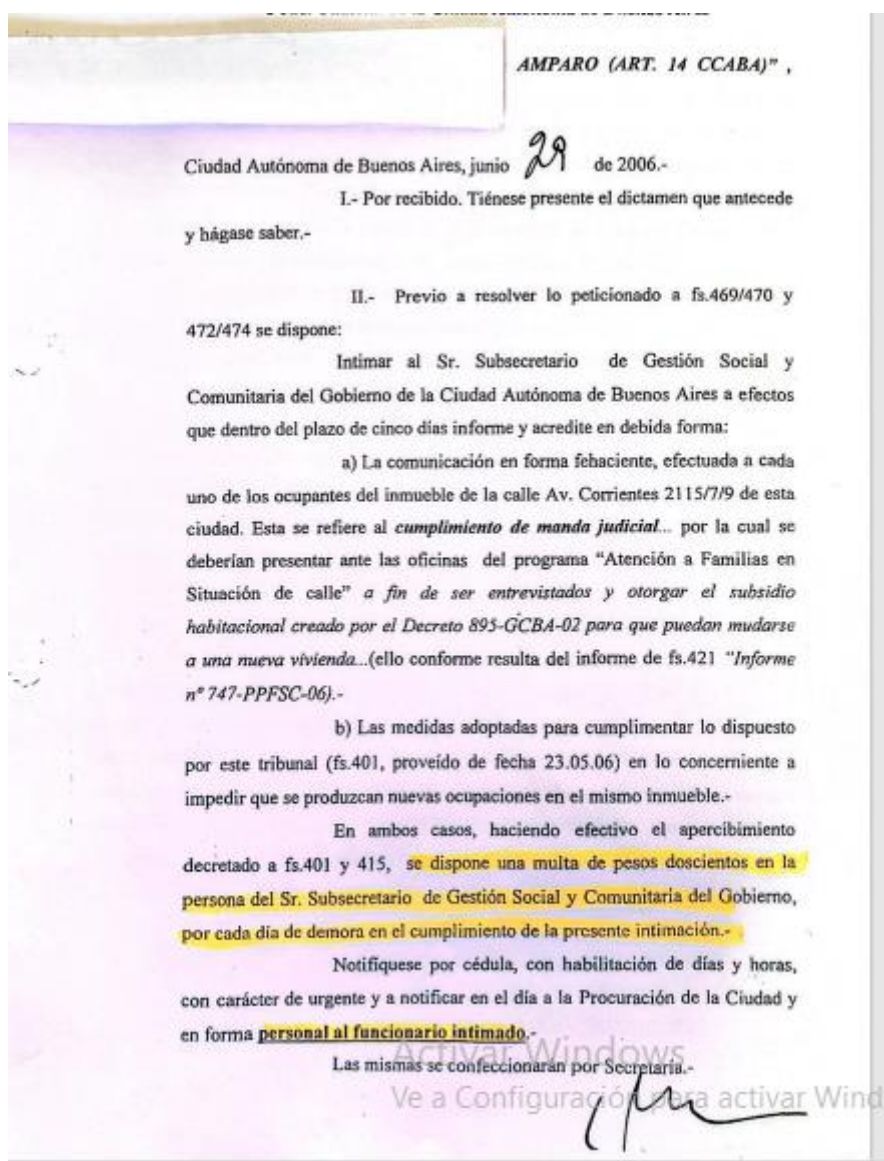 AMPARO (ART. 14 CCABA)" ,
Ciudad Autónoma de Buenos Aires, junio 29 de 2006.-
I.- Por recibido. Tiénese presente el dictamen que antecede
y hágase saber.-
II.- Previo a resolver lo peticionado a fs.469/470 y
472/474 se dispone:
Intimar al Sr. Subsecretario de Gestión Social y
Comunitaria del Gobierno de la Ciudad Autónoma de Buenos Aires a efectos
que dentro del plazo de cinco días informe y acredite en debida forma:
a) La comunicación en forma fehaciente, efectuada a cada
uno de los ocupantes del inmueble de la calle Av. Corrientes 2115/7/9 de esta
ciudad. Esta se refiere al cumplimiento de manda judicial... por la cual se
deberían presentar ante las oficinas del programa “Atención a Familias en
Situación de calle” a fin de ser entrevistados y otorgar el subsidio
habitacional creado por el Decreto 895-GCBA-02 para que puedan mudarse
a una nueva vivienda...(ello conforme resulta del informe de fs.421 “Informe
nº 747-PPFSC-06).-
b) Las medidas adoptadas para cumplimentar lo dispuesto
por este tribunal (fs.401, proveído de fecha 23.05.06) en lo concerniente a
impedir que se produzcan nuevas ocupaciones en el mismo inmueble.-
En ambos casos, haciendo efectivo el apercibimiento
decretado a fs.401 y 415, se dispone una multa de pesos doscientos en la
persona del Sr. Subsecretario de Gestión Social y Comunitaria del Gobierno,
por cada día de demora en el cumplimiento de la presente intimación.-
Notifíquese por cédula, con habilitación de días y horas,
con carácter de urgente y a notificar en el día a la Procuración de la Ciudad y
en forma personal al funcionario intimado.-
Activar Windows
Las mismas se confeccionarán por Secretaría.-
Ve a Configuración para activar Wind